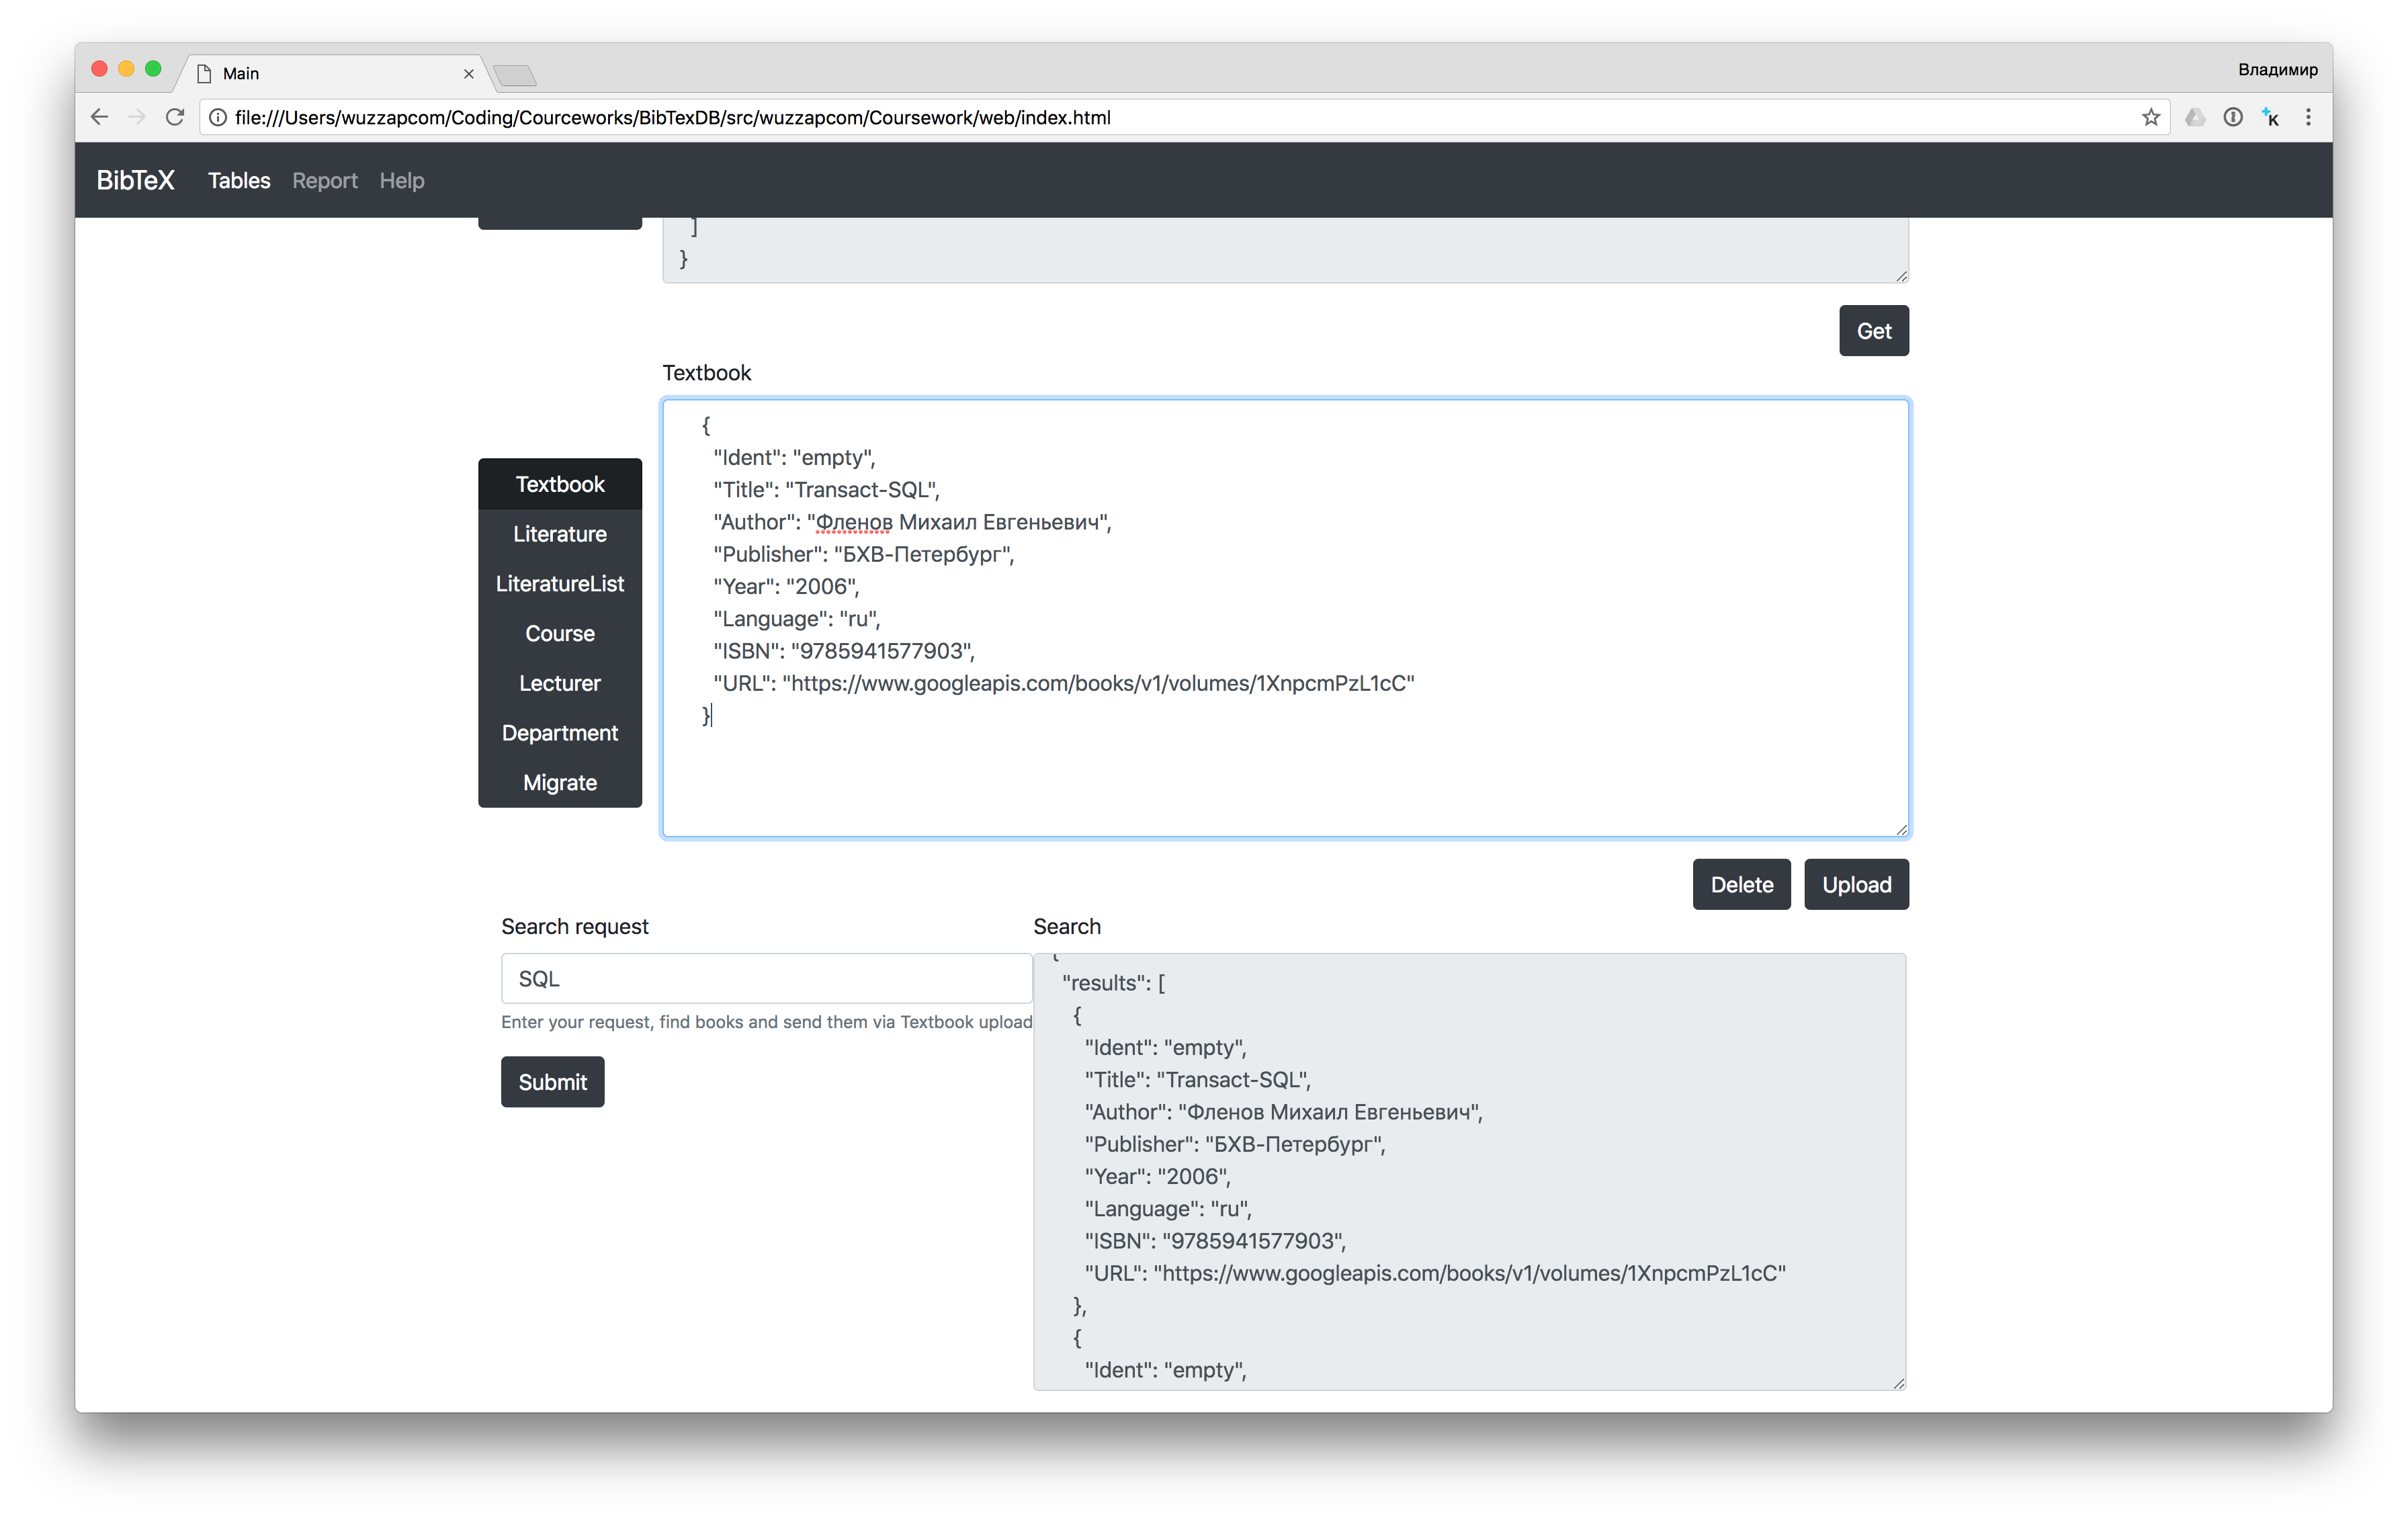 Main
Владимир
file:///Users/wuzzapcom/Coding/Courceworks/BibTexDB/src/wuzzapcom/Coursework/web/index.html
BibTeX Tables Report Help
]
}
Get
Textbook
{
"Ident": "empty",
"Title": "Transact-SQL",
"Author": "Фленов Михаил Евгеньевич",
"Publisher": "БХВ-Петербург",
"Year": "2006",
"Language": "ru",
"ISBN": "9785941577903",
"URL": "https://www.googleapis.com/books/v1/volumes/1XnpcmPzL1cC"
}
Textbook
Literature
LiteratureList
Course
Lecturer
Department
Migrate
Delete Upload
Search request
SQL
Enter your request, find books and send them via Textbook upload
Submit
Search
{
"results": [
{
"Ident": "empty",
"Title": "Transact-SQL",
"Author": "Фленов Михаил Евгеньевич",
"Publisher": "БХВ-Петербург",
"Year": "2006",
"Language": "ru",
"ISBN": "9785941577903",
"URL": "https://www.googleapis.com/books/v1/volumes/1XnpcmPzL1cC"
},
{
"Ident": "empty",